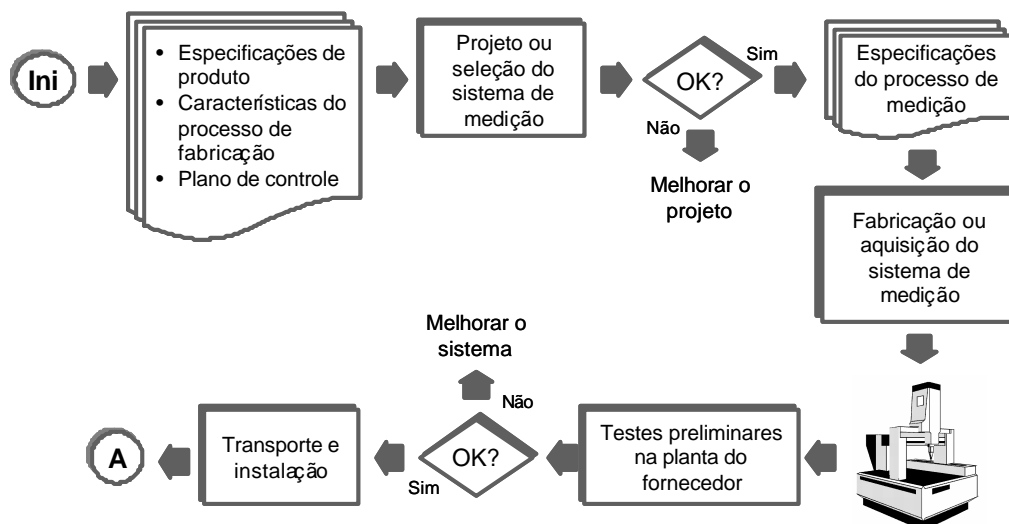 Ini
• Especificações de
produto
• Características do
processo de
fabricação
• Plano de controle
Projeto ou
seleção do
sistema de
medição
OK?
Sim
Não
Melhorar o
projeto
Especificações
do processo de
medição
Fabricação ou
aquisição do
sistema de
medição
Testes preliminares
na planta do
fornecedor
OK?
Não
Melhorar o
sistema
Sim
Transporte e
instalação
A